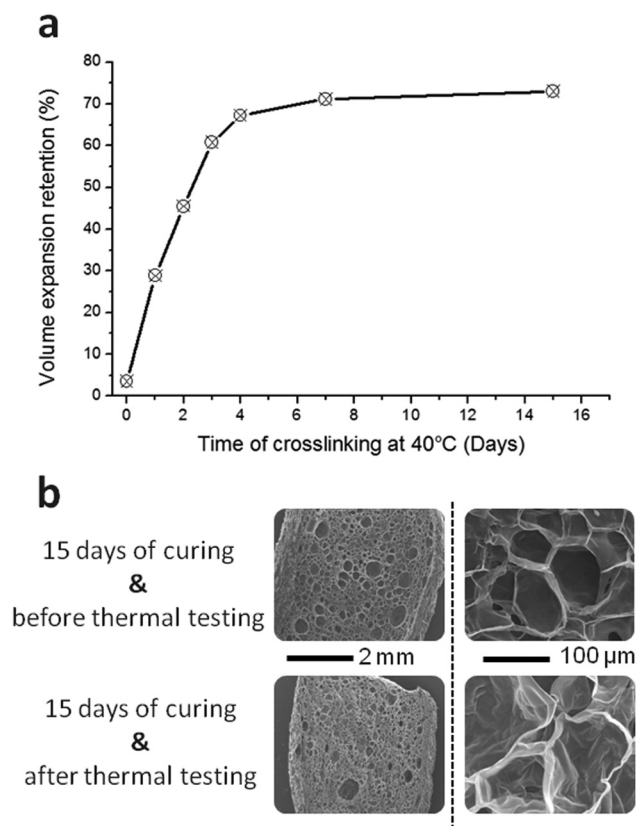 a
Volume expansion retention (%)
80
70
60
50
40
30
20
10
0
0 2 4 6 8 10 12 14 16
Time of crosslinking at 40°C (Days)
b
15 days of curing
&
before thermal testing
2 mm
100 µm
15 days of curing
&
after thermal testing